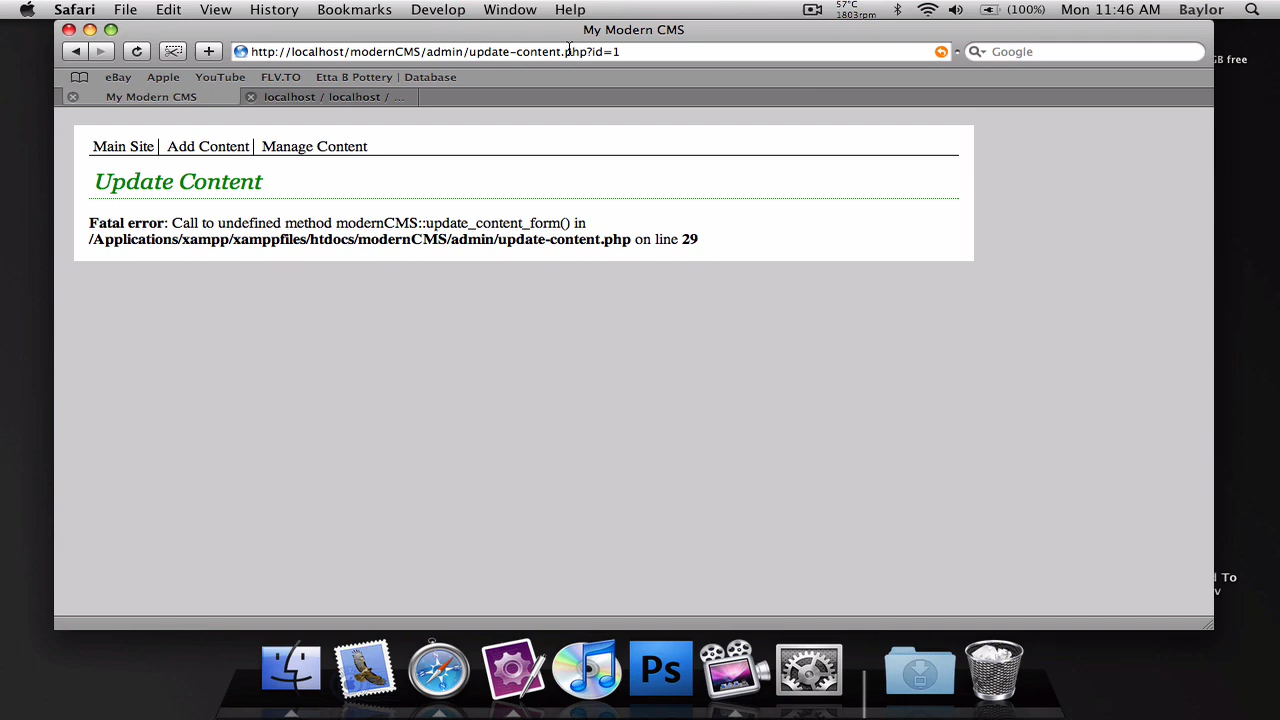 Safari File Edit View History Bookmarks Develop Window Help 57°C 1803rpm (100%) Mon 11:46 AM Baylor
My Modern CMS
http://localhost/modernCMS/admin/update-content.php?id=1 Google
GB free
eBay Apple YouTube FLV.TO Etta B Pottery | Database
My Modern CMS localhost / localhost / ...
Main Site Add Content Manage Content
Update Content
Fatal error: Call to undefined method modernCMS::update_content_form() in
/Applications/xampp/xamppfiles/htdocs/modernCMS/admin/update-content.php on line 29
To
Ps